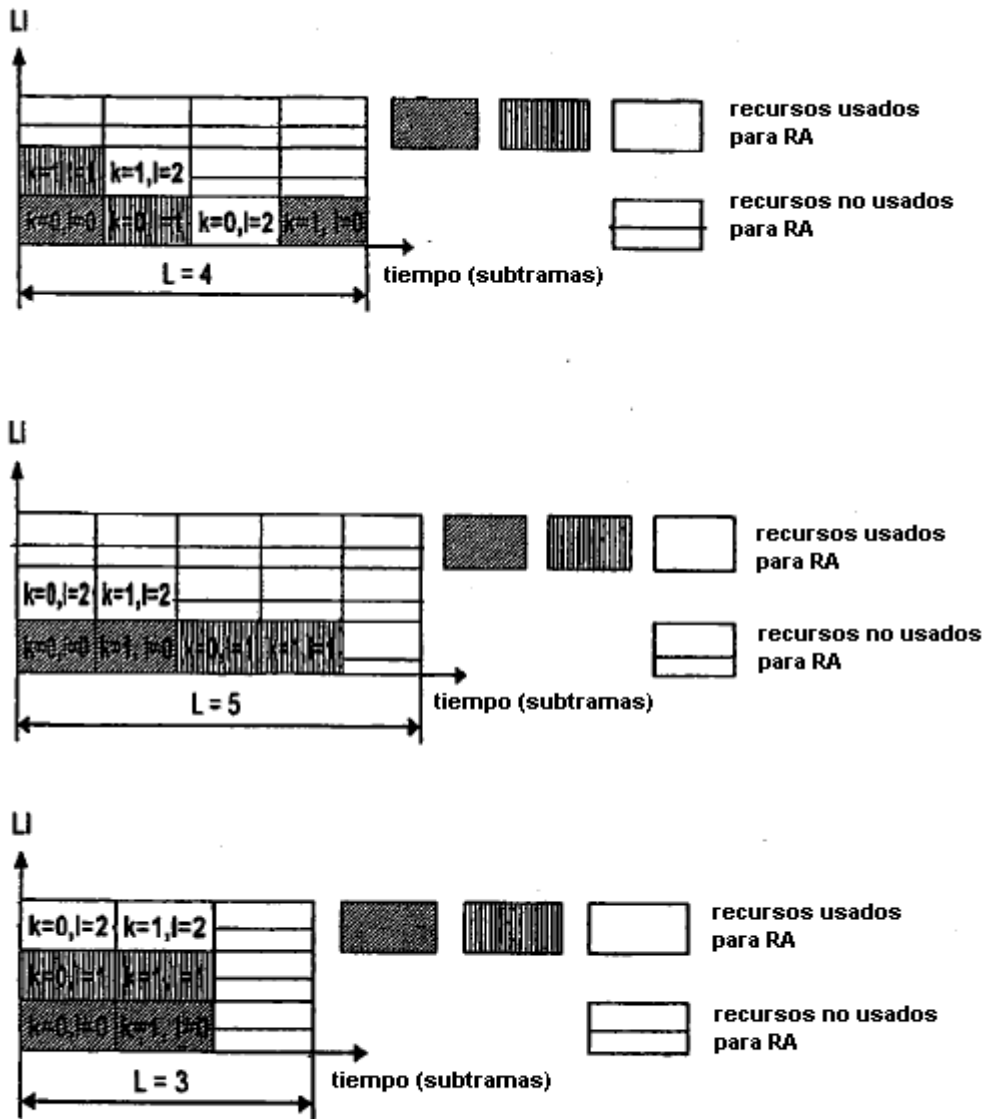 LI
recursos usados
para RA
k=1, l=1 k=1,l=2
k=0,l=0 k=0, l=1 k=0,l=2 k=1, l=0
recursos no usados
para RA
L = 4
tiempo (subtramas)
LI
recursos usados
para RA
k=0,l=2 k=1,l=2
k=0,l=0 k=1, l=0 k=0,l=1 k=1,l=1
recursos no usados
para RA
L = 5
tiempo (subtramas)
LI
recursos usados
para RA
k=0,l=2 k=1,l=2
k=0,l=1 k=1,l=1
k=0,l=0 k=1, l=0
recursos no usados
para RA
L = 3
tiempo (subtramas)